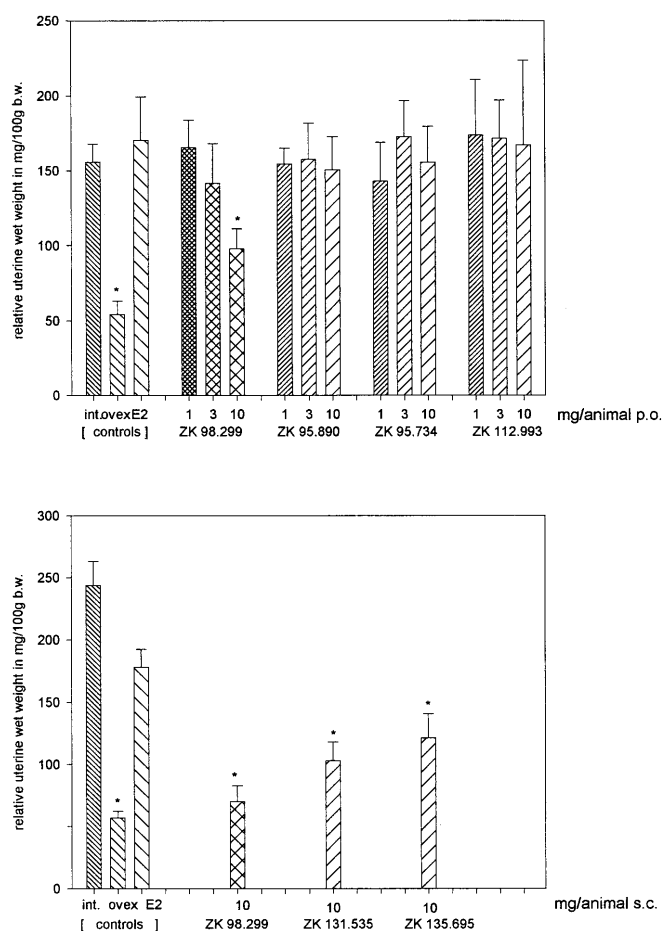 relative uterine wet weight in mg/100g b.w.
250
200
150
100
50
0
*
*
int.ovexE2
[ controls ]
1 3 10
ZK 98.299
1 3 10
ZK 95.890
1 3 10
ZK 95.734
1 3 10
ZK 112.993
mg/animal p.o.
relative uterine wet weight in mg/100g b.w.
300
250
200
150
100
50
0
*
*
*
*
int. ovex E2
[ controls ]
10
ZK 98.299
10
ZK 131.535
10
ZK 135.695
mg/animal s.c.